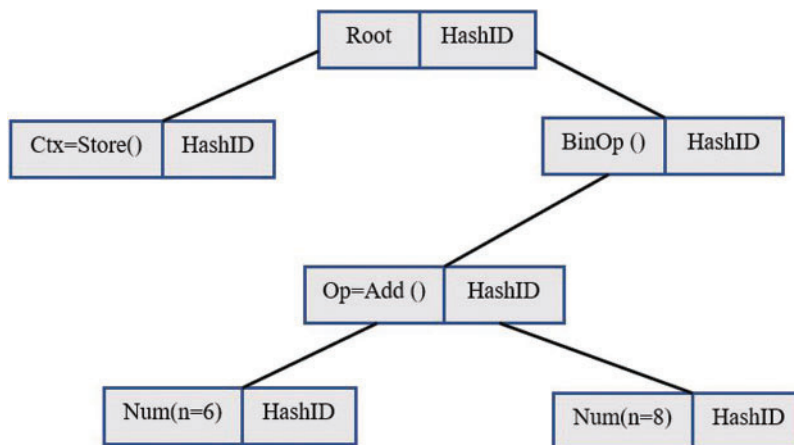 Root HashID
Ctx=Store() HashID
BinOp () HashID
Op=Add () HashID
Num(n=6) HashID
Num(n=8) HashID